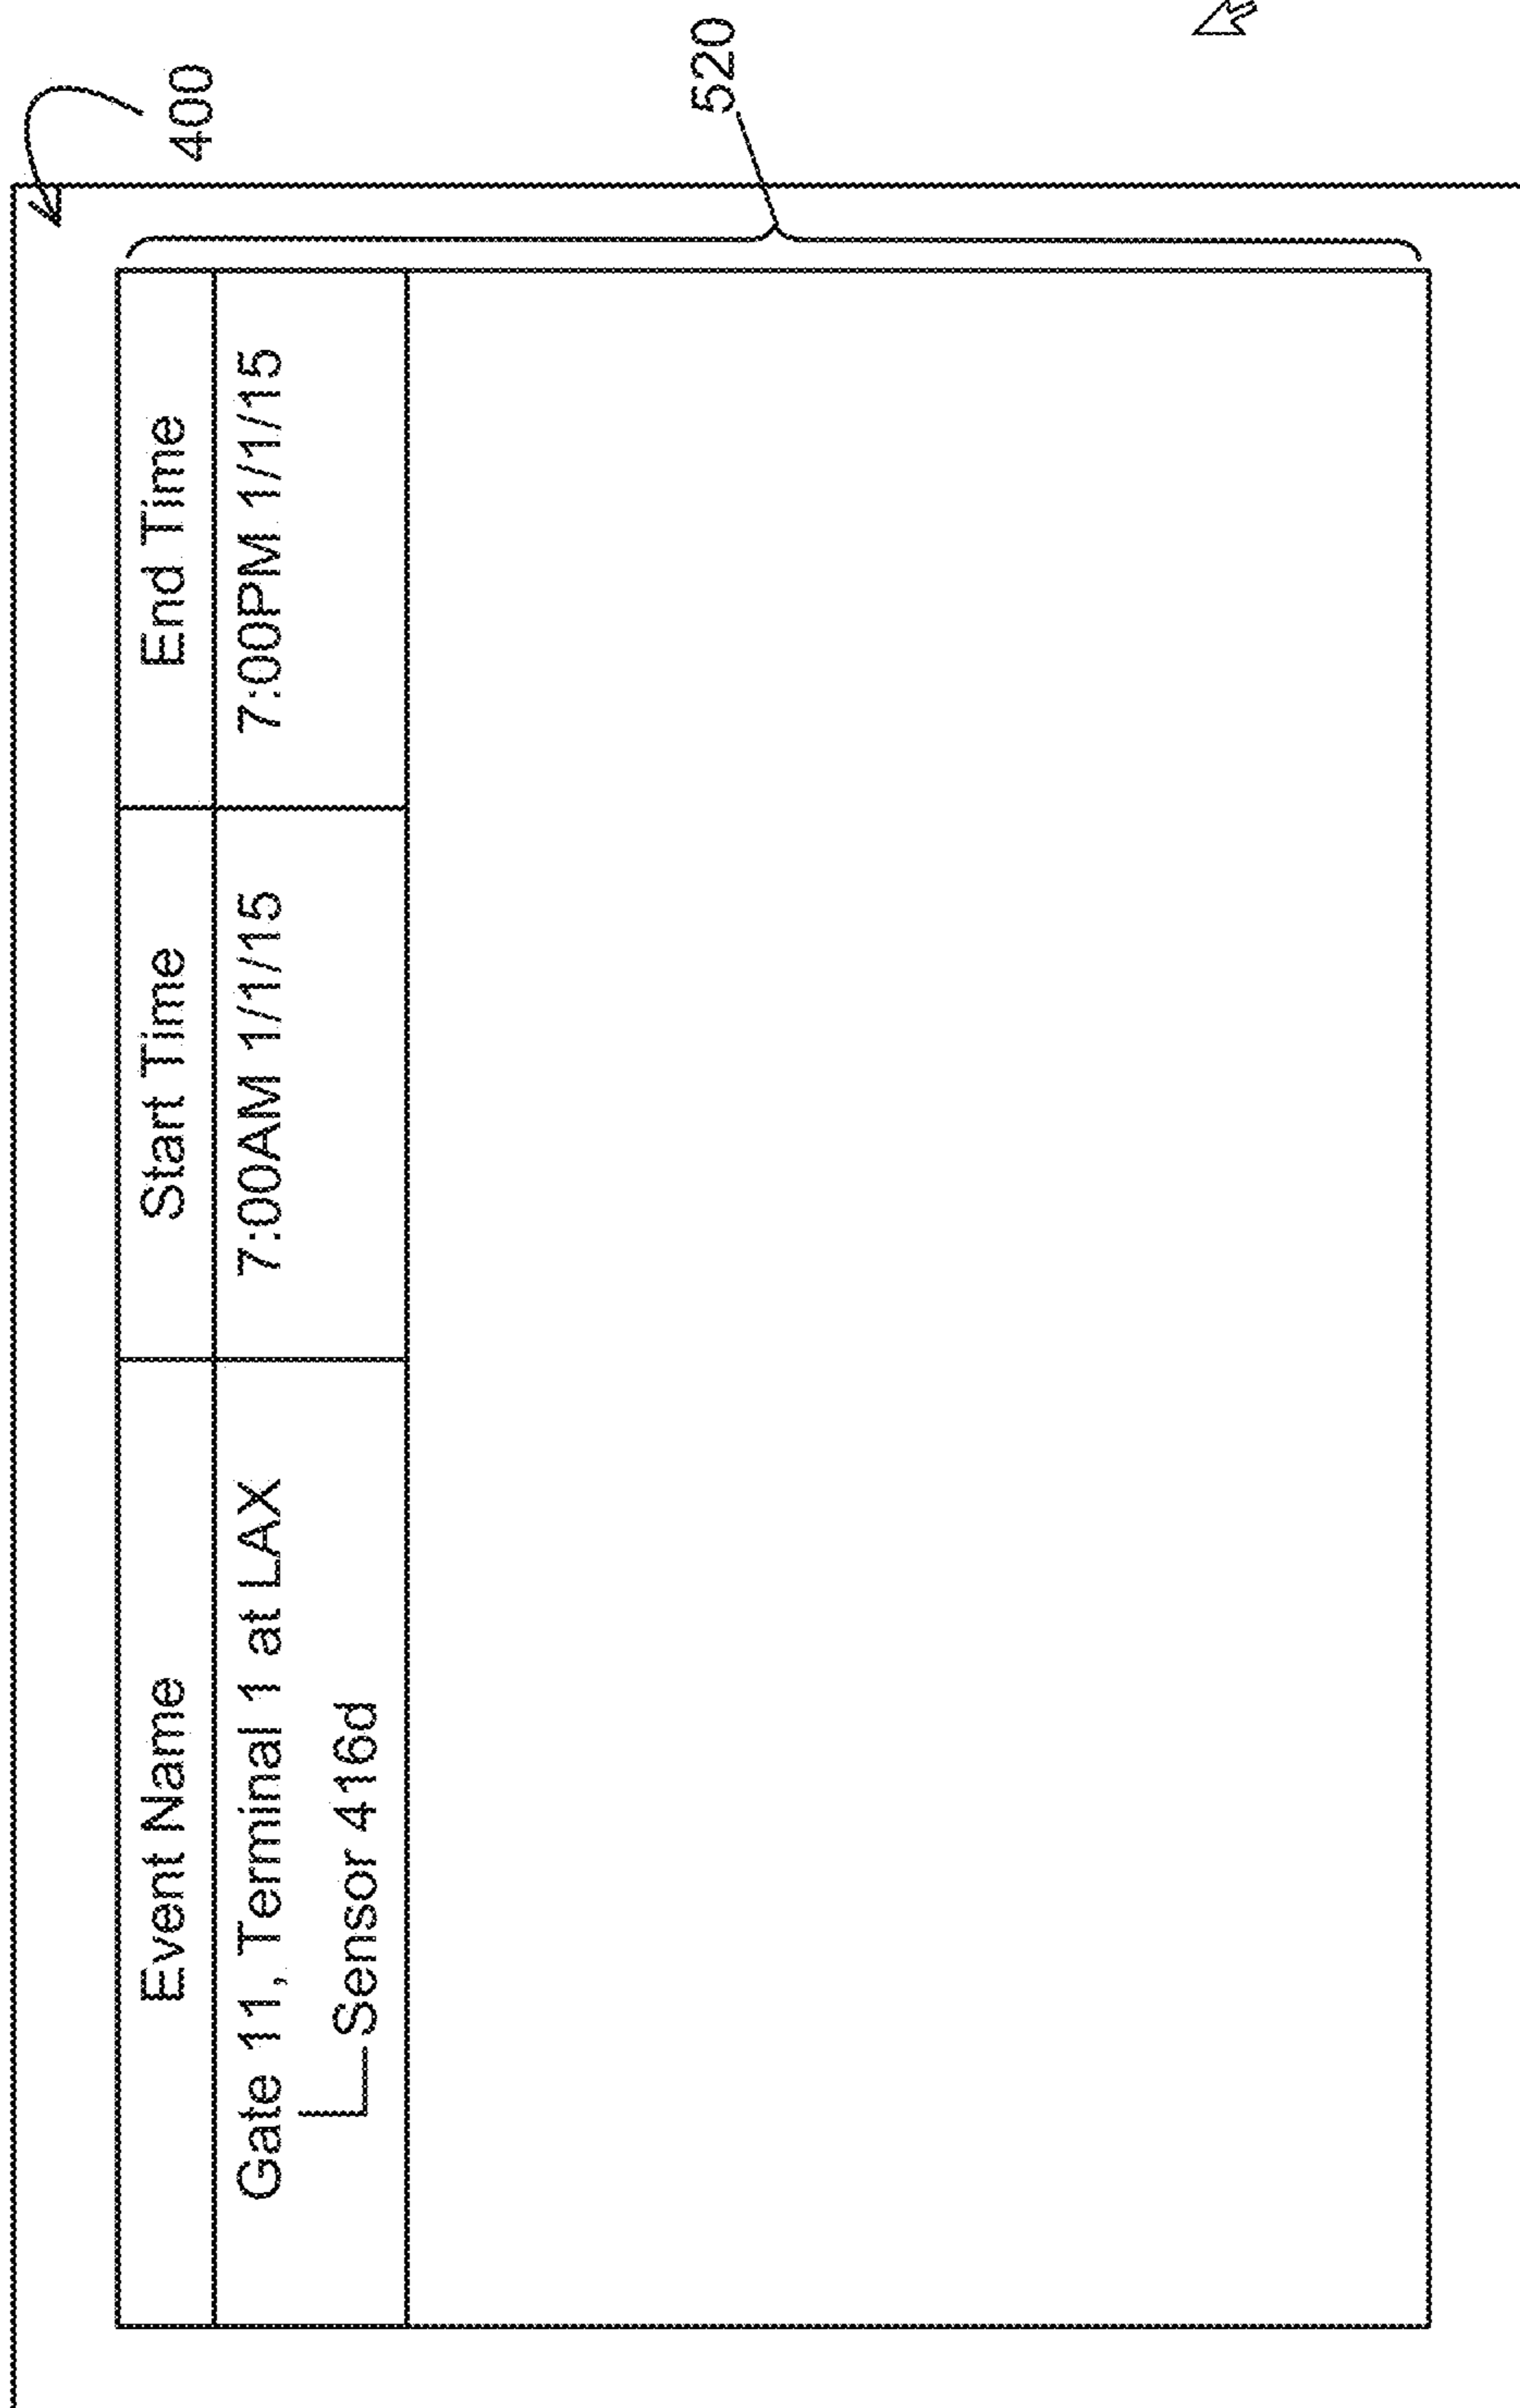 400
Event Name Start Time End Time
Gate 11, Terminal 1 at LAX 7:00AM 1/1/15 7:00PM 1/1/15
Sensor 416d
520